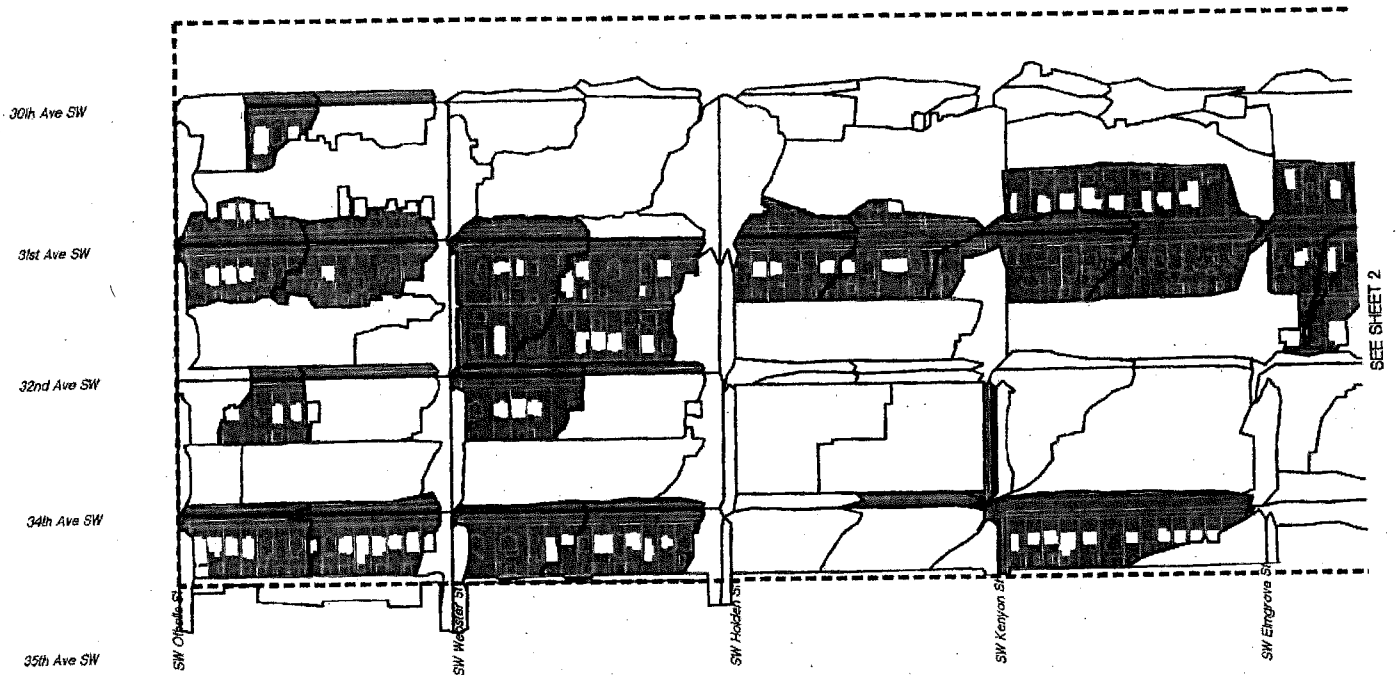 30th Ave SW
31st Ave SW
32nd Ave SW
34th Ave SW
35th Ave SW
SW Othello St
SW Webster St
SW Holden St
SW Kenyon St
SW Elmgrove St
SEE SHEET 2